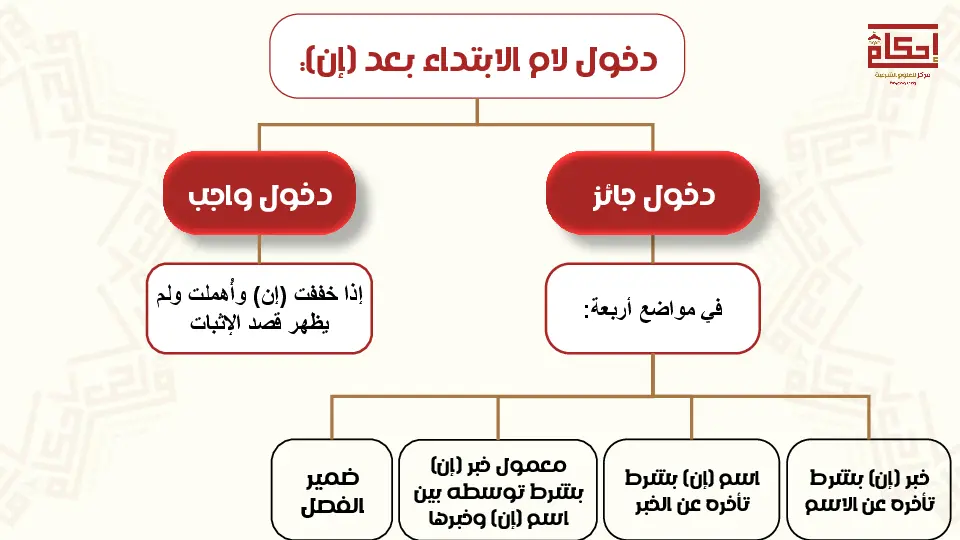 دخول لام الابتداء بعد (إن):
إحكام
مركز للعلوم الشرعية
دخول جائز
دخول واجب
في مواضع أربعة:
إذا خففت (إن) وأُهملت ولم
يظهر قصد الإثبات
خبر (إن) بشرط
تأخره عن الاسم
اسم (إن) بشرط
تأخره عن الخبر
معمول خبر (إن)
بشرط توسطه بين
اسم (إن) وخبرها
ضمير
الفصل